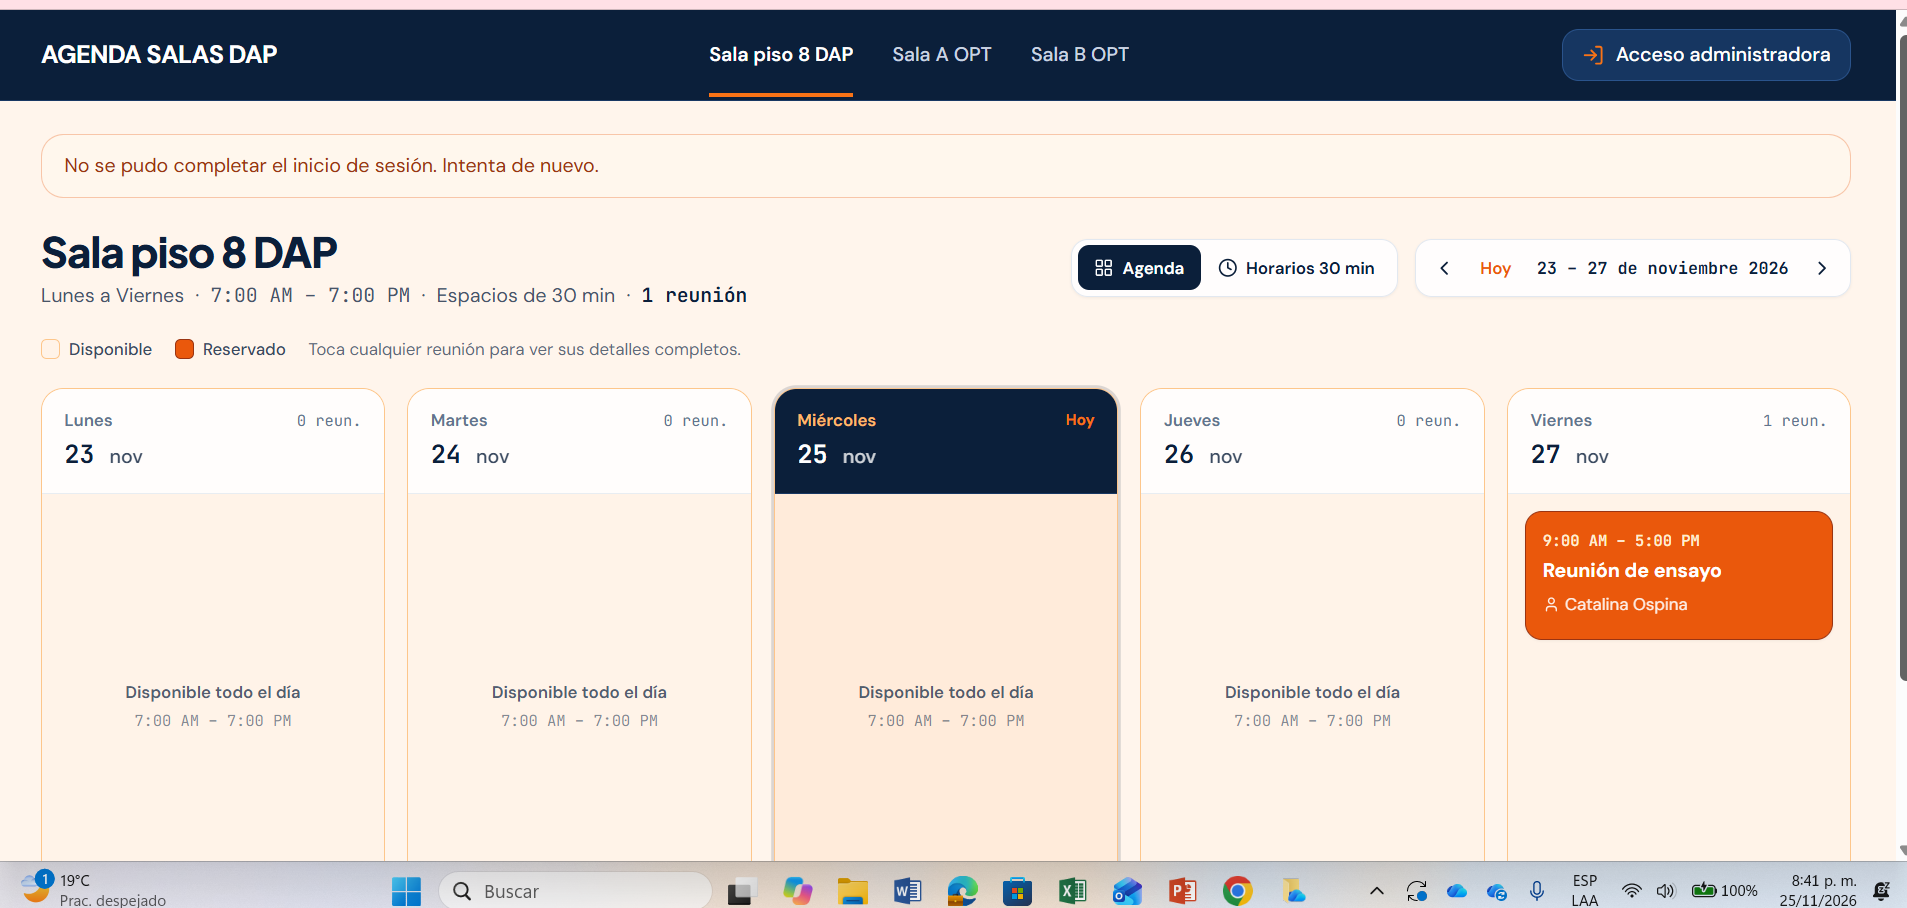 AGENDA SALAS DAP
Sala piso 8 DAP
Sala A OPT
Sala B OPT
Acceso administradora
No se pudo completar el inicio de sesión. Intenta de nuevo.
Sala piso 8 DAP
Lunes a Viernes · 7:00 AM – 7:00 PM · Espacios de 30 min · 1 reunión
Agenda
Horarios 30 min
Hoy
23 – 27 de noviembre 2026
Disponible
Reservado
Toca cualquier reunión para ver sus detalles completos.
Lunes
0 reun.
23 nov
Disponible todo el día
7:00 AM – 7:00 PM
Martes
0 reun.
24 nov
Disponible todo el día
7:00 AM – 7:00 PM
Miércoles
Hoy
25 nov
Disponible todo el día
7:00 AM – 7:00 PM
Jueves
0 reun.
26 nov
Disponible todo el día
7:00 AM – 7:00 PM
Viernes
1 reun.
27 nov
9:00 AM – 5:00 PM
Reunión de ensayo
Catalina Ospina
1
19°C
Prac. despejado
Buscar
ESP
LAA
100%
8:41 p. m.
25/11/2026